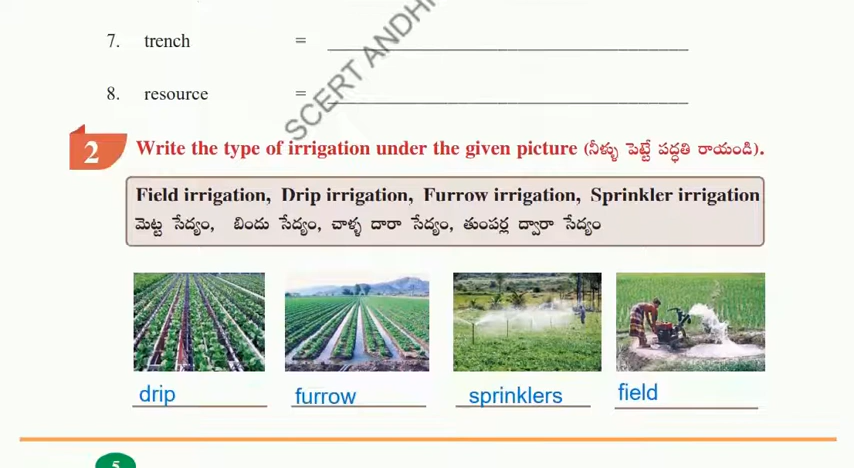 7. trench = 
8. resource = 
SCERT ANDH
2 Write the type of irrigation under the given picture (నీళ్ళు పెట్టే పద్ధతి రాయండి).
Field irrigation, Drip irrigation, Furrow irrigation, Sprinkler irrigation
మెట్ట సేద్యం, బిందు సేద్యం, చాళ్ళ దారా సేద్యం, తుంపర్ల ద్వారా సేద్యం
drip furrow sprinklers field
5